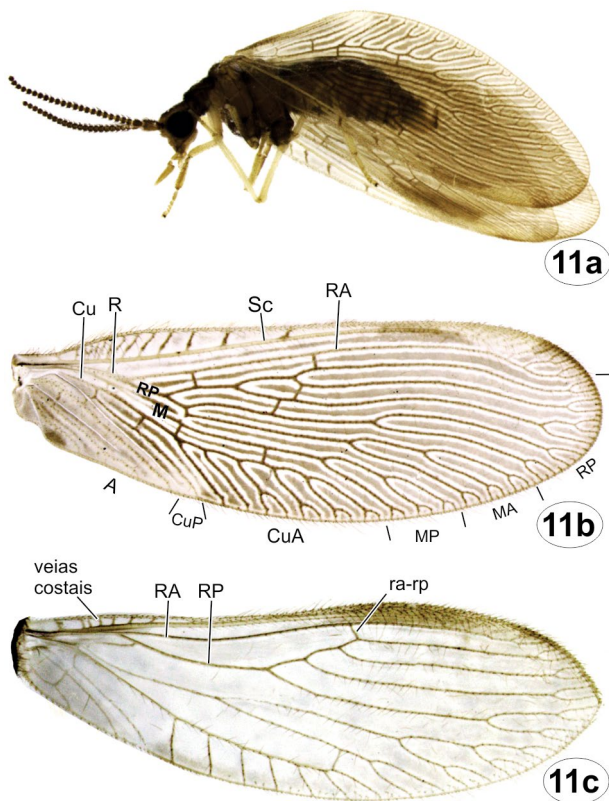 11a
Cu R Sc RA
RP
M
A
CuP
CuA
MP
MA
RP
11b
veias
costais
RA RP ra-rp
11c